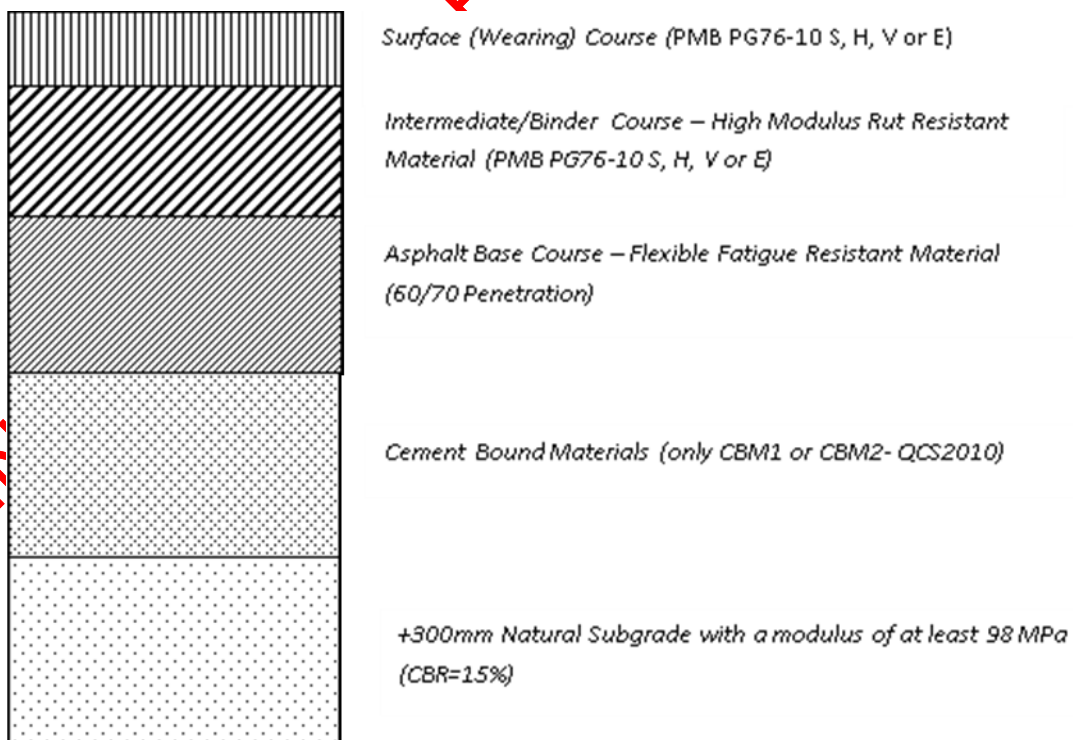 Surface (Wearing) Course (PMB PG76-10 S, H, V or E)
Intermediate/Binder Course – High Modulus Rut Resistant
Material (PMB PG76-10 S, H, V or E)
Asphalt Base Course – Flexible Fatigue Resistant Material
(60/70 Penetration)
Cement Bound Materials (only CBM1 or CBM2- QCS2010)
+300mm Natural Subgrade with a modulus of at least 98 MPa
(CBR=15%)